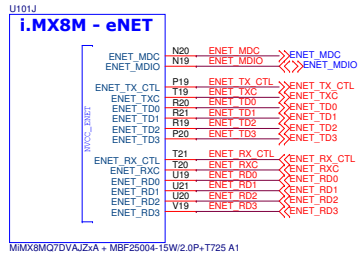 U101J
i.MX8M - eNET
NVCC_ENET
ENET_MDC N20 ENET_MDC ENET_MDC
ENET_MDIO N19 ENET_MDIO ENET_MDIO
ENET_TX_CTL P19 ENET_TX_CTL ENET_TX_CTL
ENET_TXC T19 ENET_TXC ENET_TXC
ENET_TD0 R20 ENET_TD0 ENET_TD0
ENET_TD1 R21 ENET_TD1 ENET_TD1
ENET_TD2 R19 ENET_TD2 ENET_TD2
ENET_TD3 P20 ENET_TD3 ENET_TD3
ENET_RX_CTL T21 ENET_RX_CTL ENET_RX_CTL
ENET_RXC T20 ENET_RXC ENET_RXC
ENET_RD0 U19 ENET_RD0 ENET_RD0
ENET_RD1 U21 ENET_RD1 ENET_RD1
ENET_RD2 U20 ENET_RD2 ENET_RD2
ENET_RD3 V19 ENET_RD3 ENET_RD3
MiMX8MQ7DVAJZxA + MBF25004-15W/2.0P+T725 A1